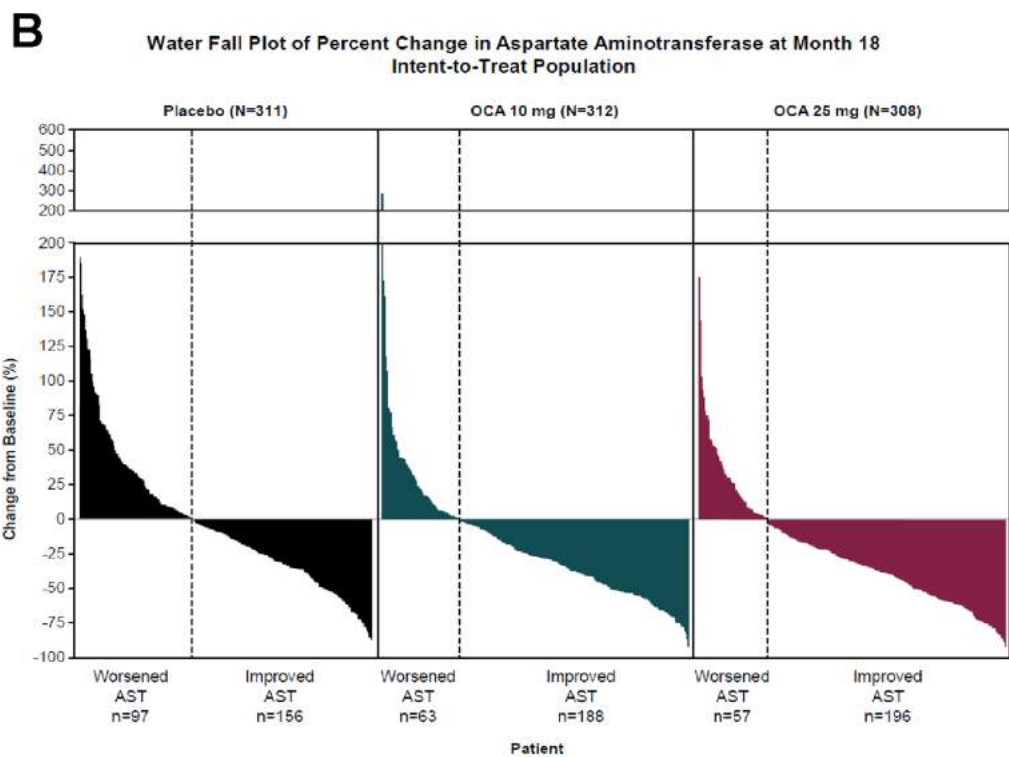 B
Water Fall Plot of Percent Change in Aspartate Aminotransferase at Month 18
Intent-to-Treat Population
Placebo (N=311)
OCA 10 mg (N=312)
OCA 25 mg (N=308)
600
500
400
300
200
200
175
150
125
100
75
50
25
0
-25
-50
-75
-100
Change from Baseline (%)
Worsened
AST
n=97
Improved
AST
n=156
Worsened
AST
n=63
Improved
AST
n=188
Worsened
AST
n=57
Improved
AST
n=196
Patient